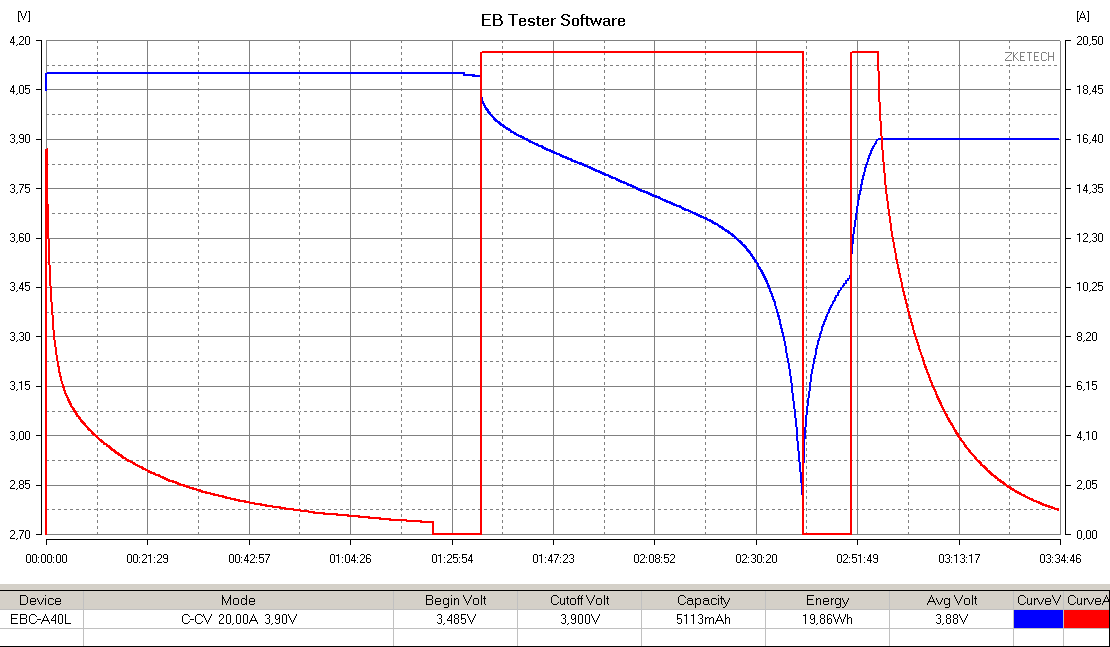 EB Tester Software
[V] [A]
ZKETECH
4,20 20,50
4,05 18,45
3,90 16,40
3,75 14,35
3,60 12,30
3,45 10,25
3,30 8,20
3,15 6,15
3,00 4,10
2,85 2,05
2,70 0,00
00:00:00 00:21:29 00:42:57 01:04:26 01:25:54 01:47:23 02:08:52 02:30:20 02:51:49 03:13:17 03:34:46
Device Mode Begin Volt Cutoff Volt Capacity Energy Avg Volt CurveV CurveA
EBC-A40L C-CV 20,00A 3,90V 3,485V 3,900V 5113mAh 19,86Wh 3,88V